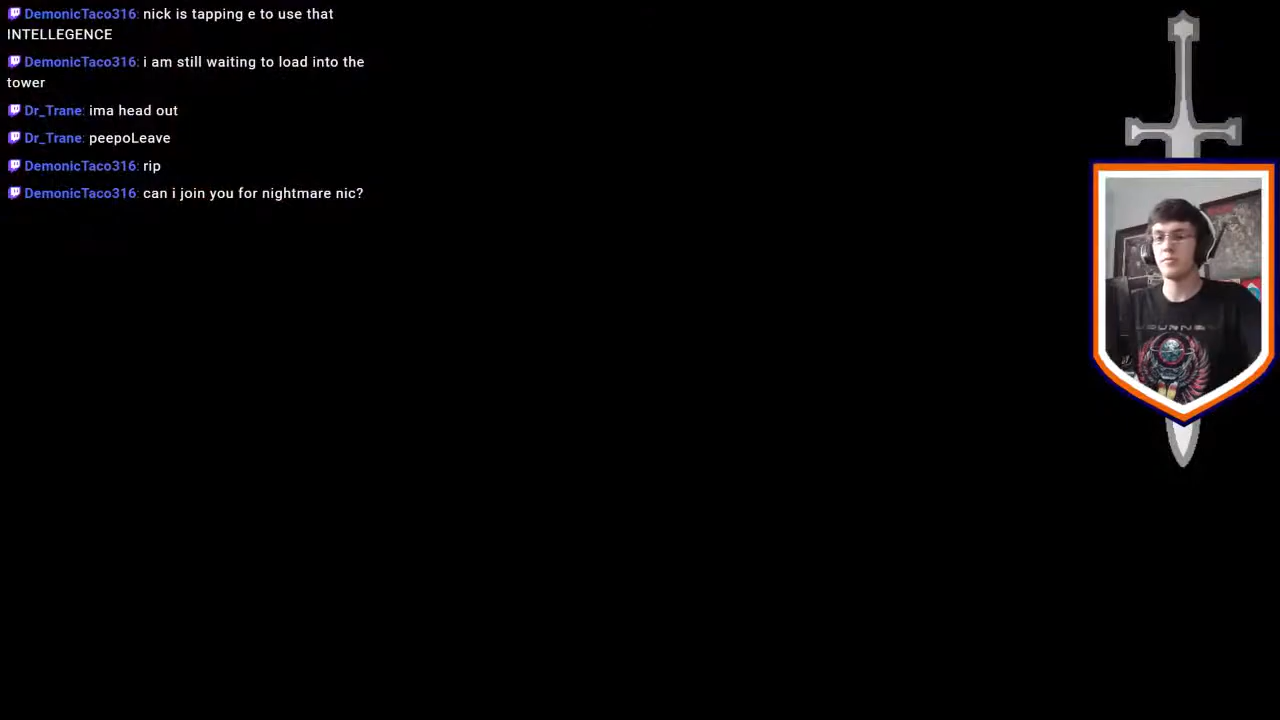 DemonicTaco316: nick is tapping e to use that
INTELLEGENCE
DemonicTaco316: i am still waiting to load into the
tower
Dr_Trane: ima head out
Dr_Trane: peepoLeave
DemonicTaco316: rip
DemonicTaco316: can i join you for nightmare nic?